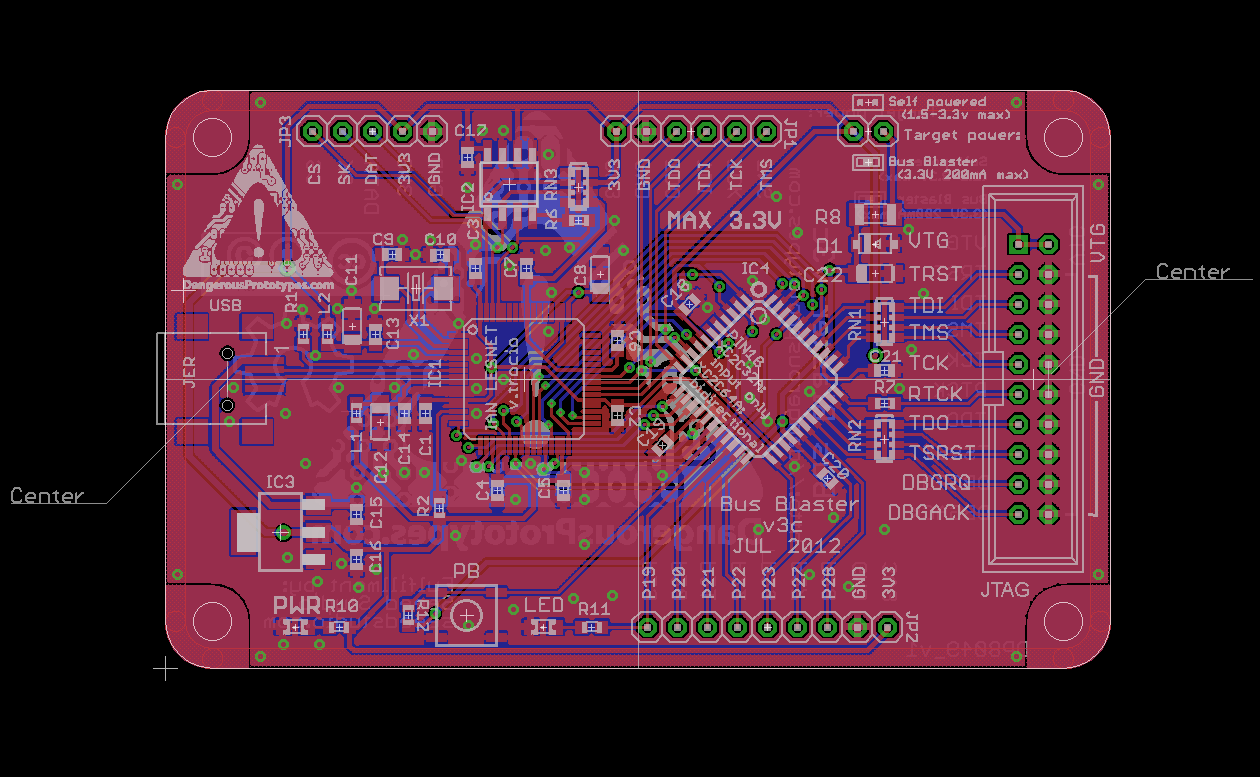 Self powered
(1.5-3.3v max)
Target power:
Bus Blaster
(3.3V 200mA max)
JP3
C17
JP1
CS
SK
DAT
3V3
GND
IC2
RN3
R6
3V3
GND
TDO
TDI
TCK
TMS
MAX 3.3V
R8
D1
C22
VTG
TRST
TDI
TMS
TCK
RTCK
TDO
TSRST
DBGRQ
DBGACK
VTG
GND
DangerousPrototypes.com
USB
C9
C10
C11
C3
C8
X1
C13
IC4
Center
RN1
C21
R7
RN2
JER
IC1
IAN LESNET
C6
C2
L1
C12
C14
C1
C20
Center
IC3
C4
C5
R2
C15
C16
Bus Blaster
v3c
JUL 2012
JTAG
PWR
R10
PB
LED
R11
P19
P20
P21
P22
P23
GND
3V3
JP2